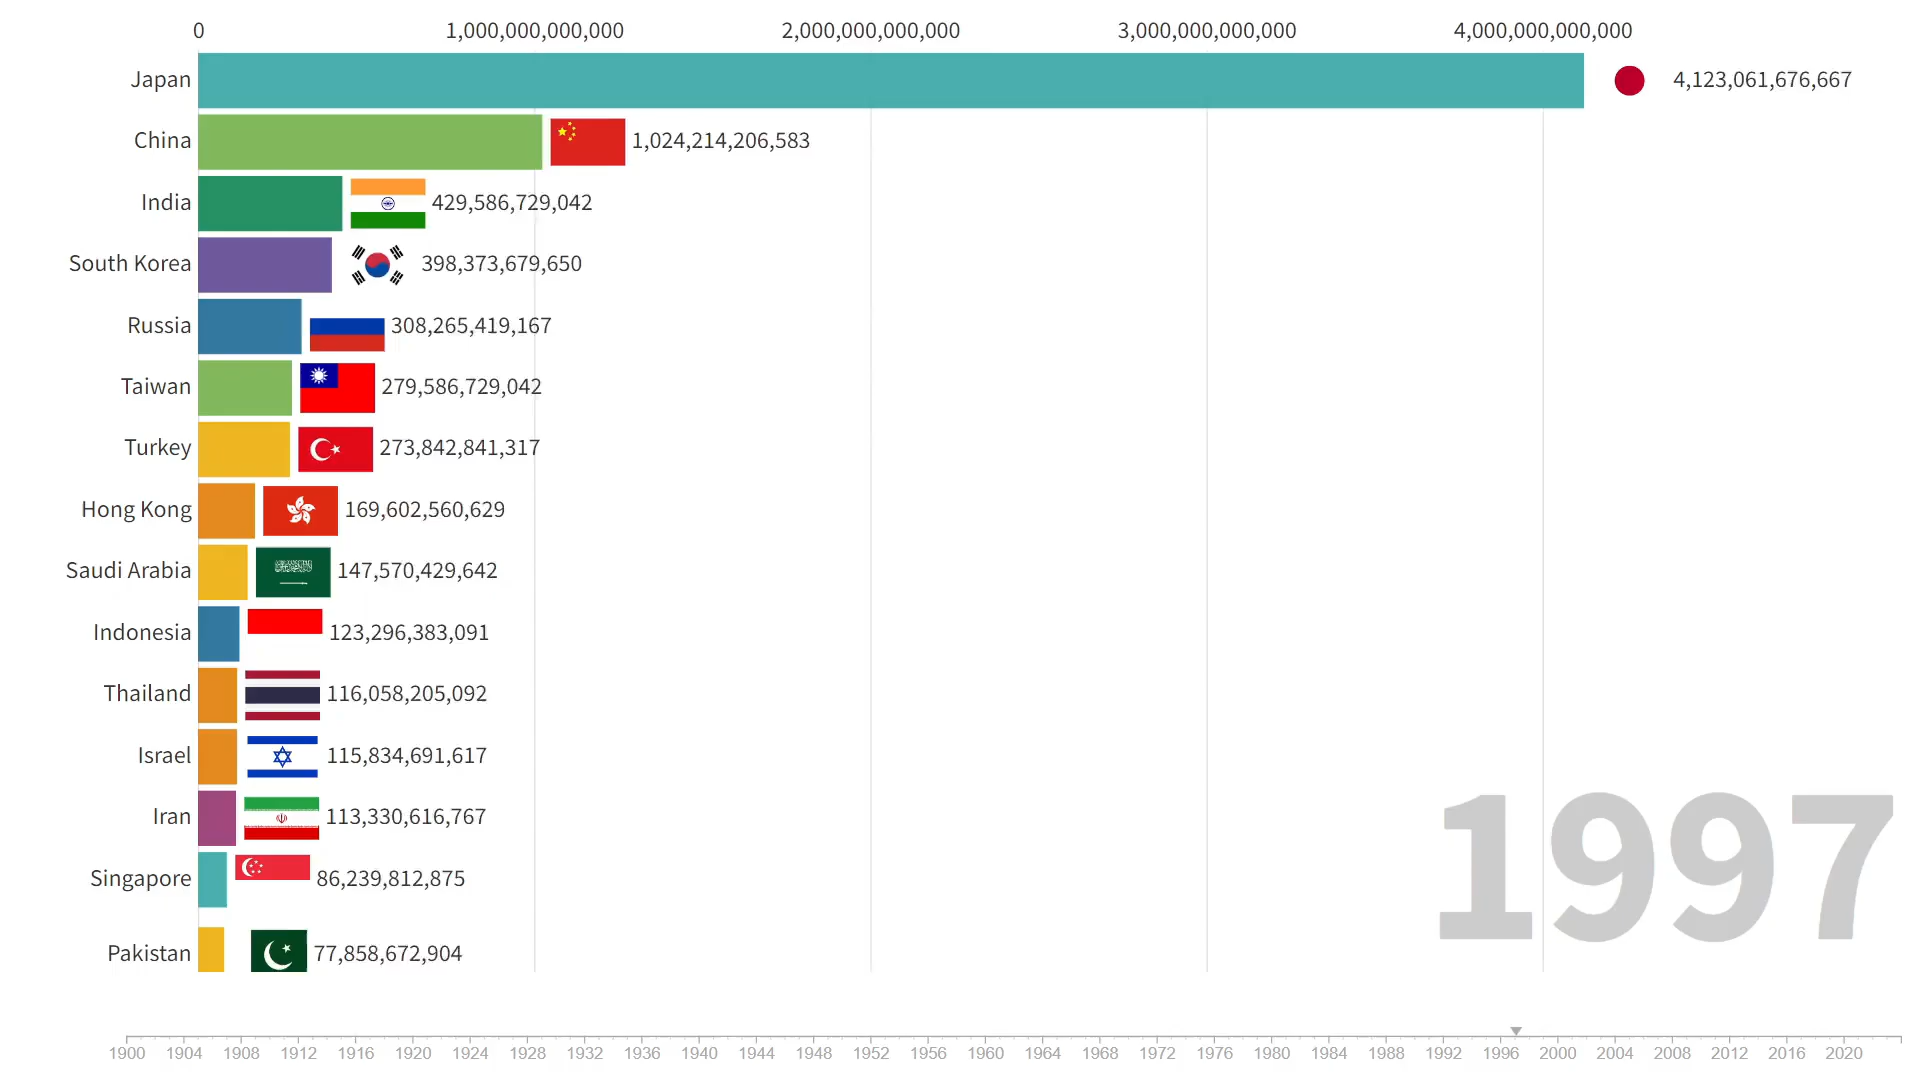 0 1,000,000,000,000 2,000,000,000,000 3,000,000,000,000 4,000,000,000,000
Japan 4,123,061,676,667
China 1,024,214,206,583
India 429,586,729,042
South Korea 398,373,679,650
Russia 308,265,419,167
Taiwan 279,586,729,042
Turkey 273,842,841,317
Hong Kong 169,602,560,629
Saudi Arabia 147,570,429,642
Indonesia 123,296,383,091
Thailand 116,058,205,092
Israel 115,834,691,617
Iran 113,330,616,767
Singapore 86,239,812,875
Pakistan 77,858,672,904
1997
1900 1904 1908 1912 1916 1920 1924 1928 1932 1936 1940 1944 1948 1952 1956 1960 1964 1968 1972 1976 1980 1984 1988 1992 1996 2000 2004 2008 2012 2016 2020